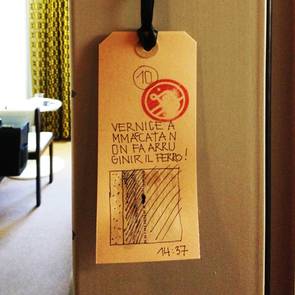 10
VERNICE A
MMACCATA N
ON FA ARRU
GINIR IL FERRO!
14:37